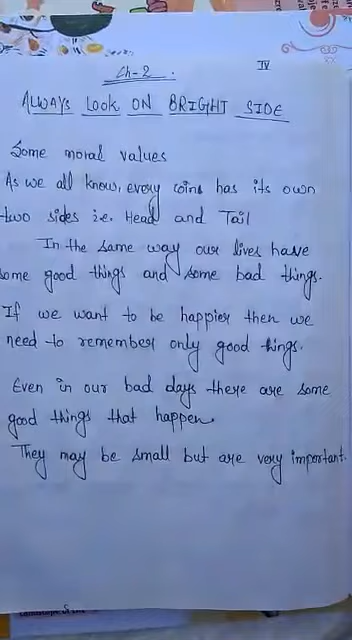 Ch-2.
IV
ALWAYS LOOK ON BRIGHT SIDE
Some moral values
As we all know, every coins has its own
two sides i.e. Head and Tail
In the same way our lives have
some good things and some bad things.
If we want to be happier then we
need to remember only good things.
Even in our bad days there are some
good things that happen.
They may be small but are very important.